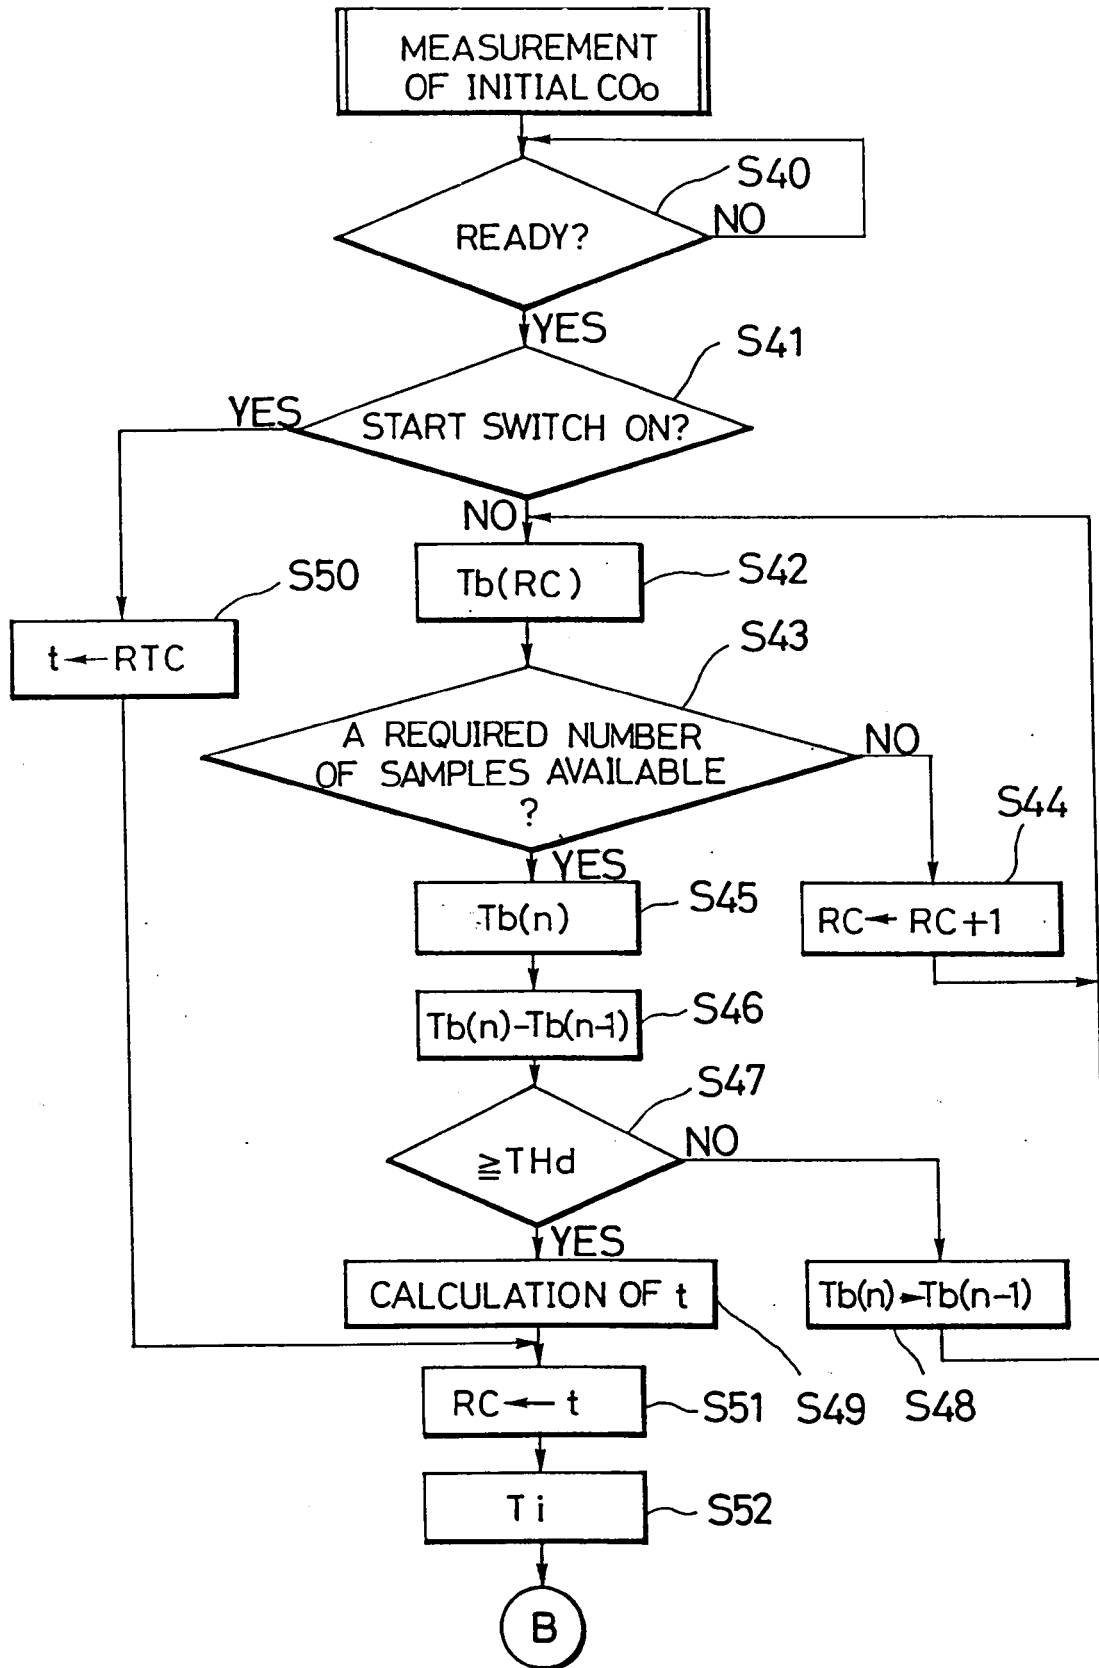 MEASUREMENT
OF INITIAL COo
S40
READY?
NO
YES
S41
START SWITCH ON?
YES
NO
Tb(RC)
S42
S50
t←RTC
S43
A REQUIRED NUMBER
OF SAMPLES AVAILABLE
?
NO
YES
S44
RC← RC+1
Tb(n)
S45
Tb(n)-Tb(n-1)
S46
S47
≧THd
NO
YES
CALCULATION OF t
Tb(n)→Tb(n-1)
S49
S48
RC← t
S51
Ti
S52
B